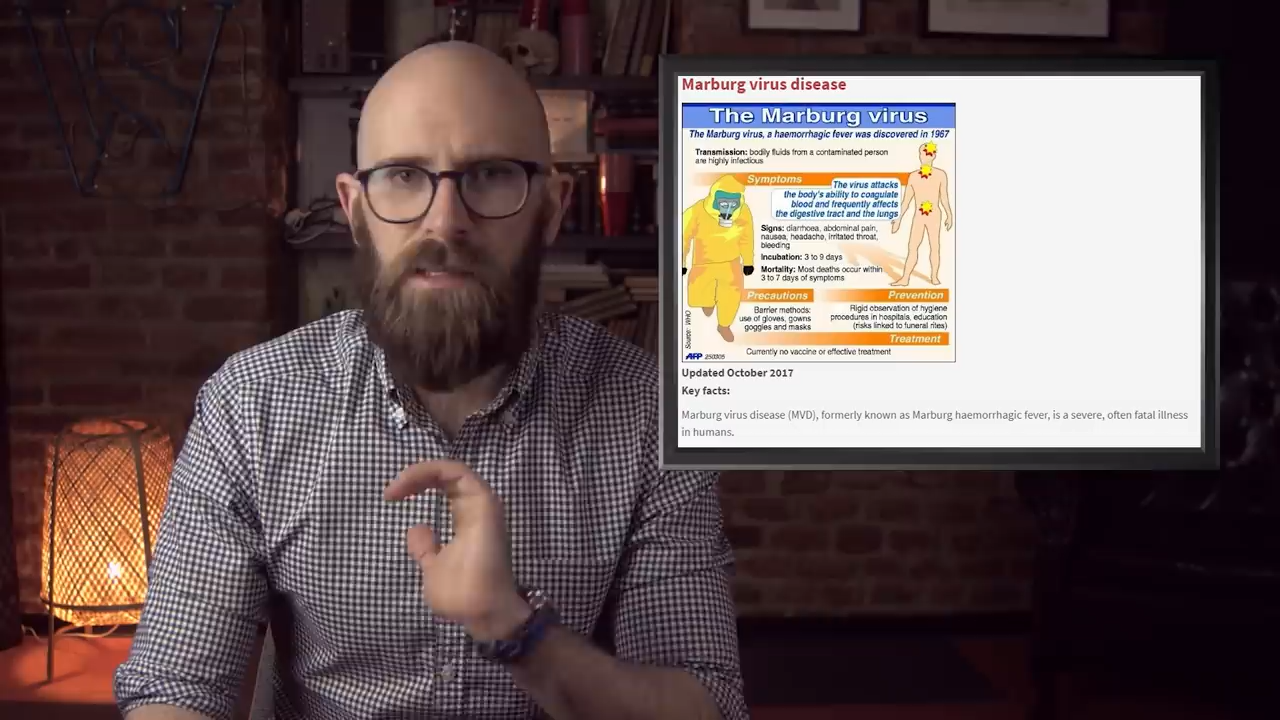 Marburg virus disease
The Marburg virus
The Marburg virus, a haemorrhagic fever was discovered in 1967
Transmission: bodily fluids from a contaminated person
are highly infectious
Symptoms
The virus attacks
the body's ability to coagulate
blood and frequently affects
the digestive tract and the lungs
Signs: diarrhoea, abdominal pain,
nausea, headache, irritated throat,
bleeding
Incubation: 3 to 9 days
Mortality: Most deaths occur within
3 to 7 days of symptoms
Precautions
Barrier methods:
use of gloves, gowns
goggles and masks
Prevention
Rigid observation of hygiene
procedures in hospitals, education
(risks linked to funeral rites)
Treatment
Currently no vaccine or effective treatment
Source: WHO
AFP 250305
Updated October 2017
Key facts:
Marburg virus disease (MVD), formerly known as Marburg haemorrhagic fever, is a severe, often fatal illness
in humans.